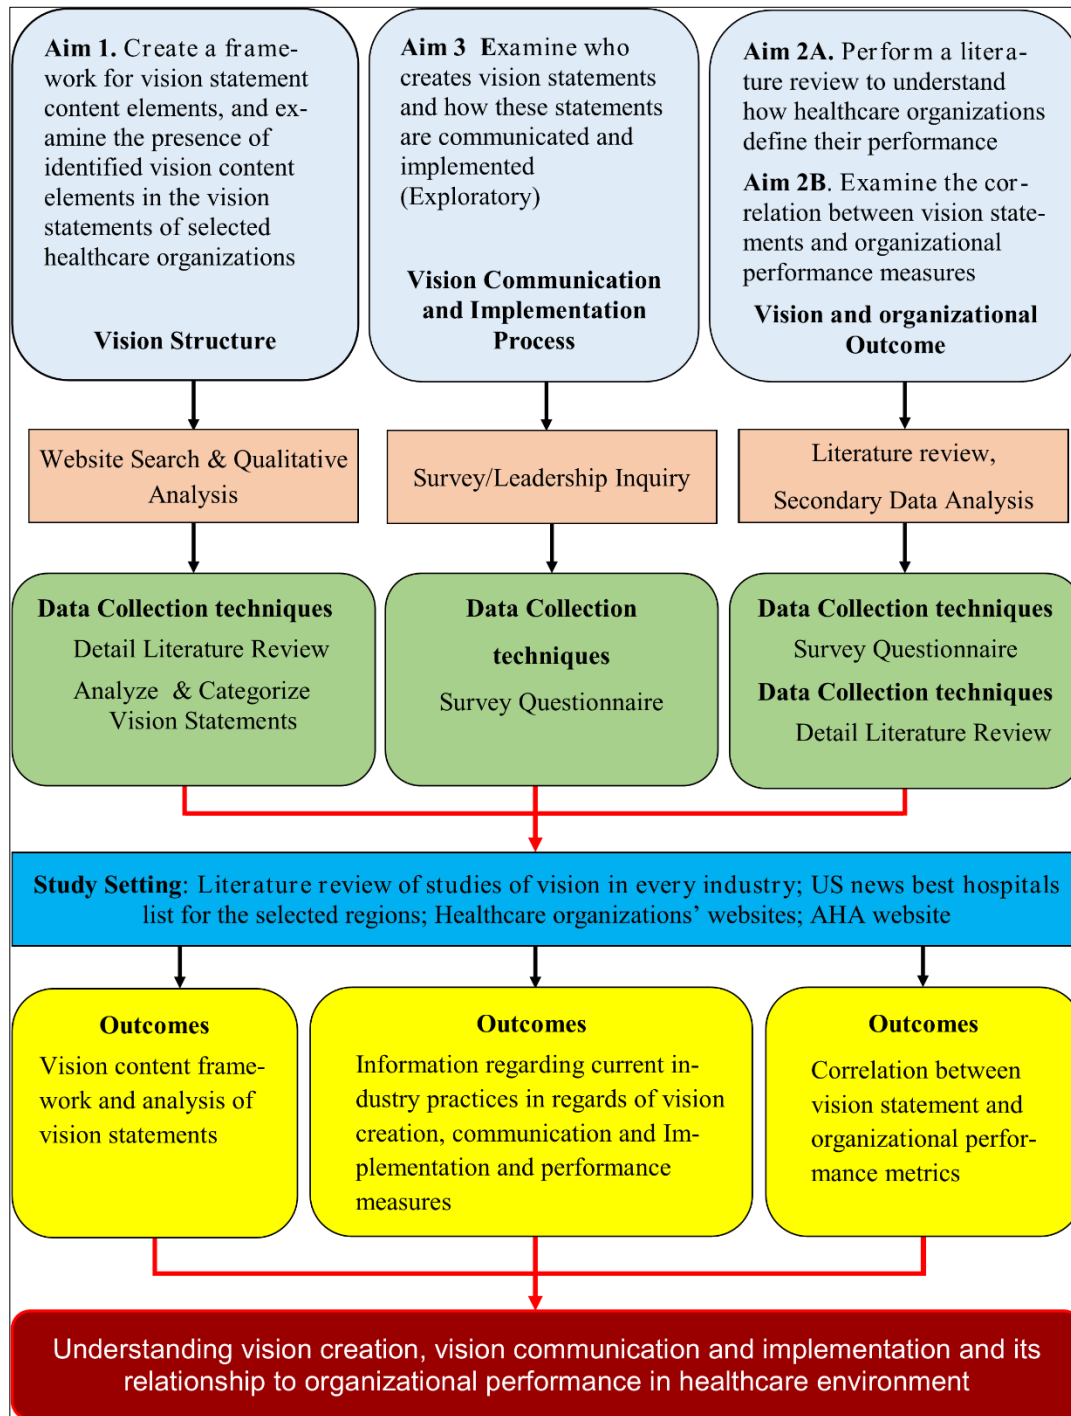 Aim 1. Create a frame-
work for vision statement
content elements, and ex-
amine the presence of
identified vision content
elements in the vision
statements of selected
healthcare organizations
Vision Structure
Aim 3 Examine who
creates vision statements
and how these statements
are communicated and
implemented
(Exploratory)
Vision Communication
and Implementation
Process
Aim 2A. Perform a litera-
ture review to understand
how healthcare organizations
define their performance
Aim 2B. Examine the cor-
relation between vision state-
ments and organizational
performance measures
Vision and organizational
Outcome
Website Search & Qualitative
Analysis
Survey/Leadership Inquiry
Literature review,
Secondary Data Analysis
Data Collection techniques
Detail Literature Review
Analyze & Categorize
Vision Statements
Data Collection
techniques
Survey Questionnaire
Data Collection techniques
Survey Questionnaire
Data Collection techniques
Detail Literature Review
Study Setting: Literature review of studies of vision in every industry; US news best hospitals
list for the selected regions; Healthcare organizations’ websites; AHA website
Outcomes
Vision content frame-
work and analysis of
vision statements
Outcomes
Information regarding current in-
dustry practices in regards of vision
creation, communication and Im-
plementation and performance
measures
Outcomes
Correlation between
vision statement and
organizational perfor-
mance metrics
Understanding vision creation, vision communication and implementation and its
relationship to organizational performance in healthcare environment